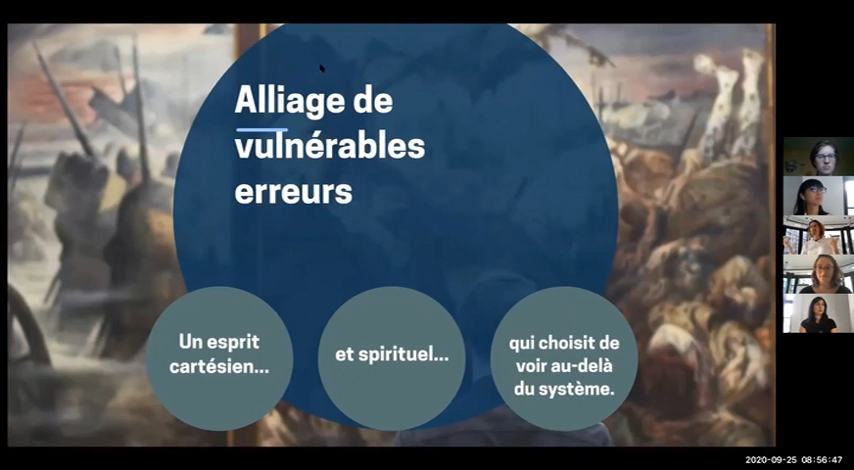 Alliage de
vulnérables
erreurs
Un esprit
cartésien...
et spirituel...
qui choisit de
voir au-delà
du système.
2020-09-25 08:56:47